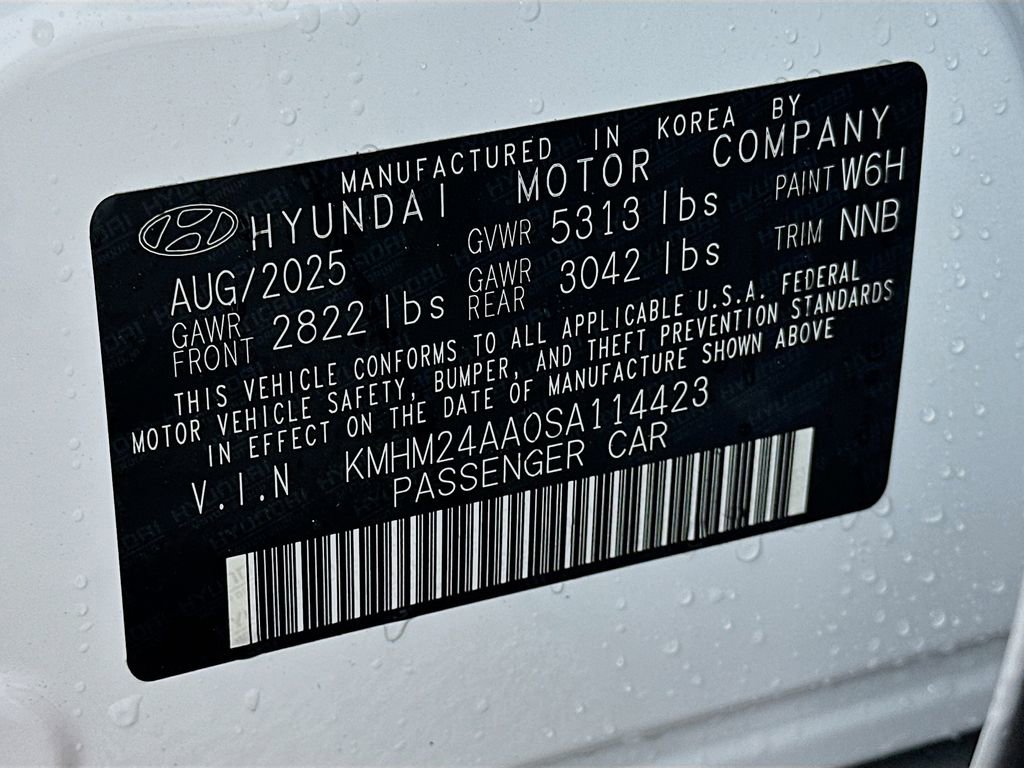 MANUFACTURED IN KOREA BY
HYUNDAI MOTOR COMPANY
AUG/2025 GVWR 5313 lbs PAINT W6H
GAWR FRONT 2822 lbs GAWR REAR 3042 lbs TRIM NNB
THIS VEHICLE CONFORMS TO ALL APPLICABLE U.S.A. FEDERAL
MOTOR VEHICLE SAFETY, BUMPER, AND THEFT PREVENTION STANDARDS
IN EFFECT ON THE DATE OF MANUFACTURE SHOWN ABOVE
V.I.N KMHM24AA0SA114423
PASSENGER CAR